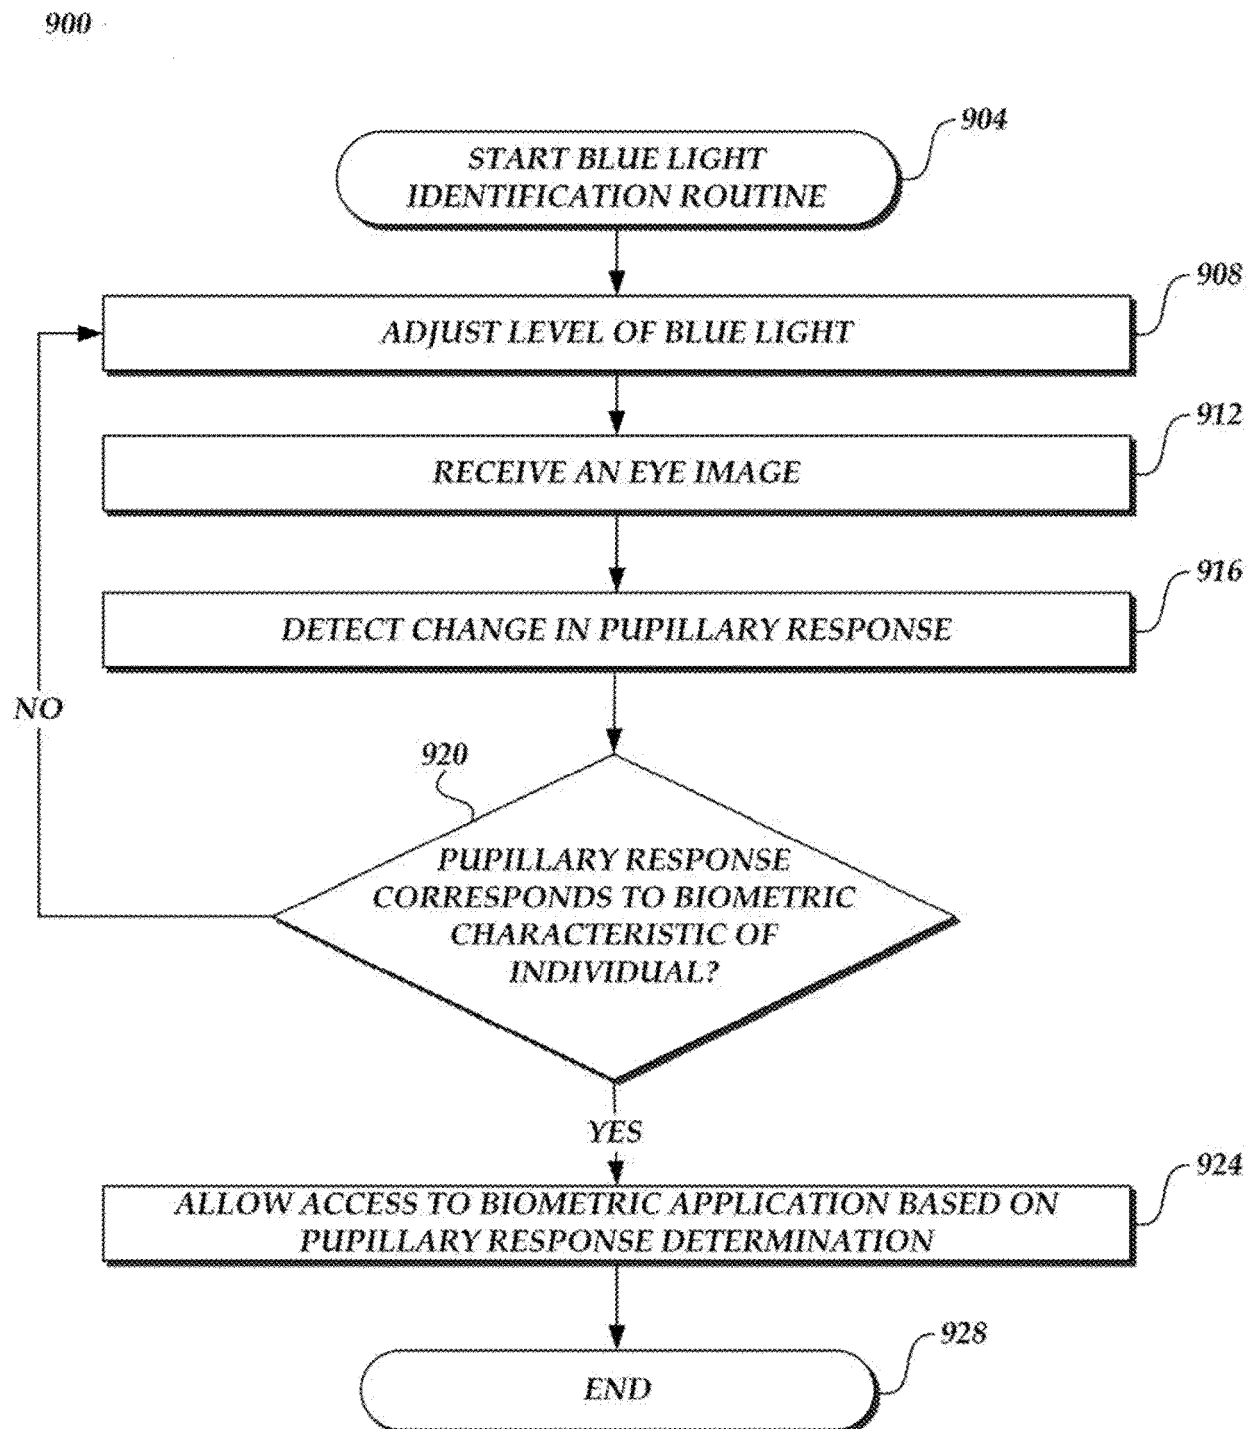 900
904
START BLUE LIGHT
IDENTIFICATION ROUTINE
908
ADJUST LEVEL OF BLUE LIGHT
912
RECEIVE AN EYE IMAGE
916
DETECT CHANGE IN PUPILLARY RESPONSE
NO
920
PUPILLARY RESPONSE
CORRESPONDS TO BIOMETRIC
CHARACTERISTIC OF
INDIVIDUAL?
YES
924
ALLOW ACCESS TO BIOMETRIC APPLICATION BASED ON
PUPILLARY RESPONSE DETERMINATION
928
END